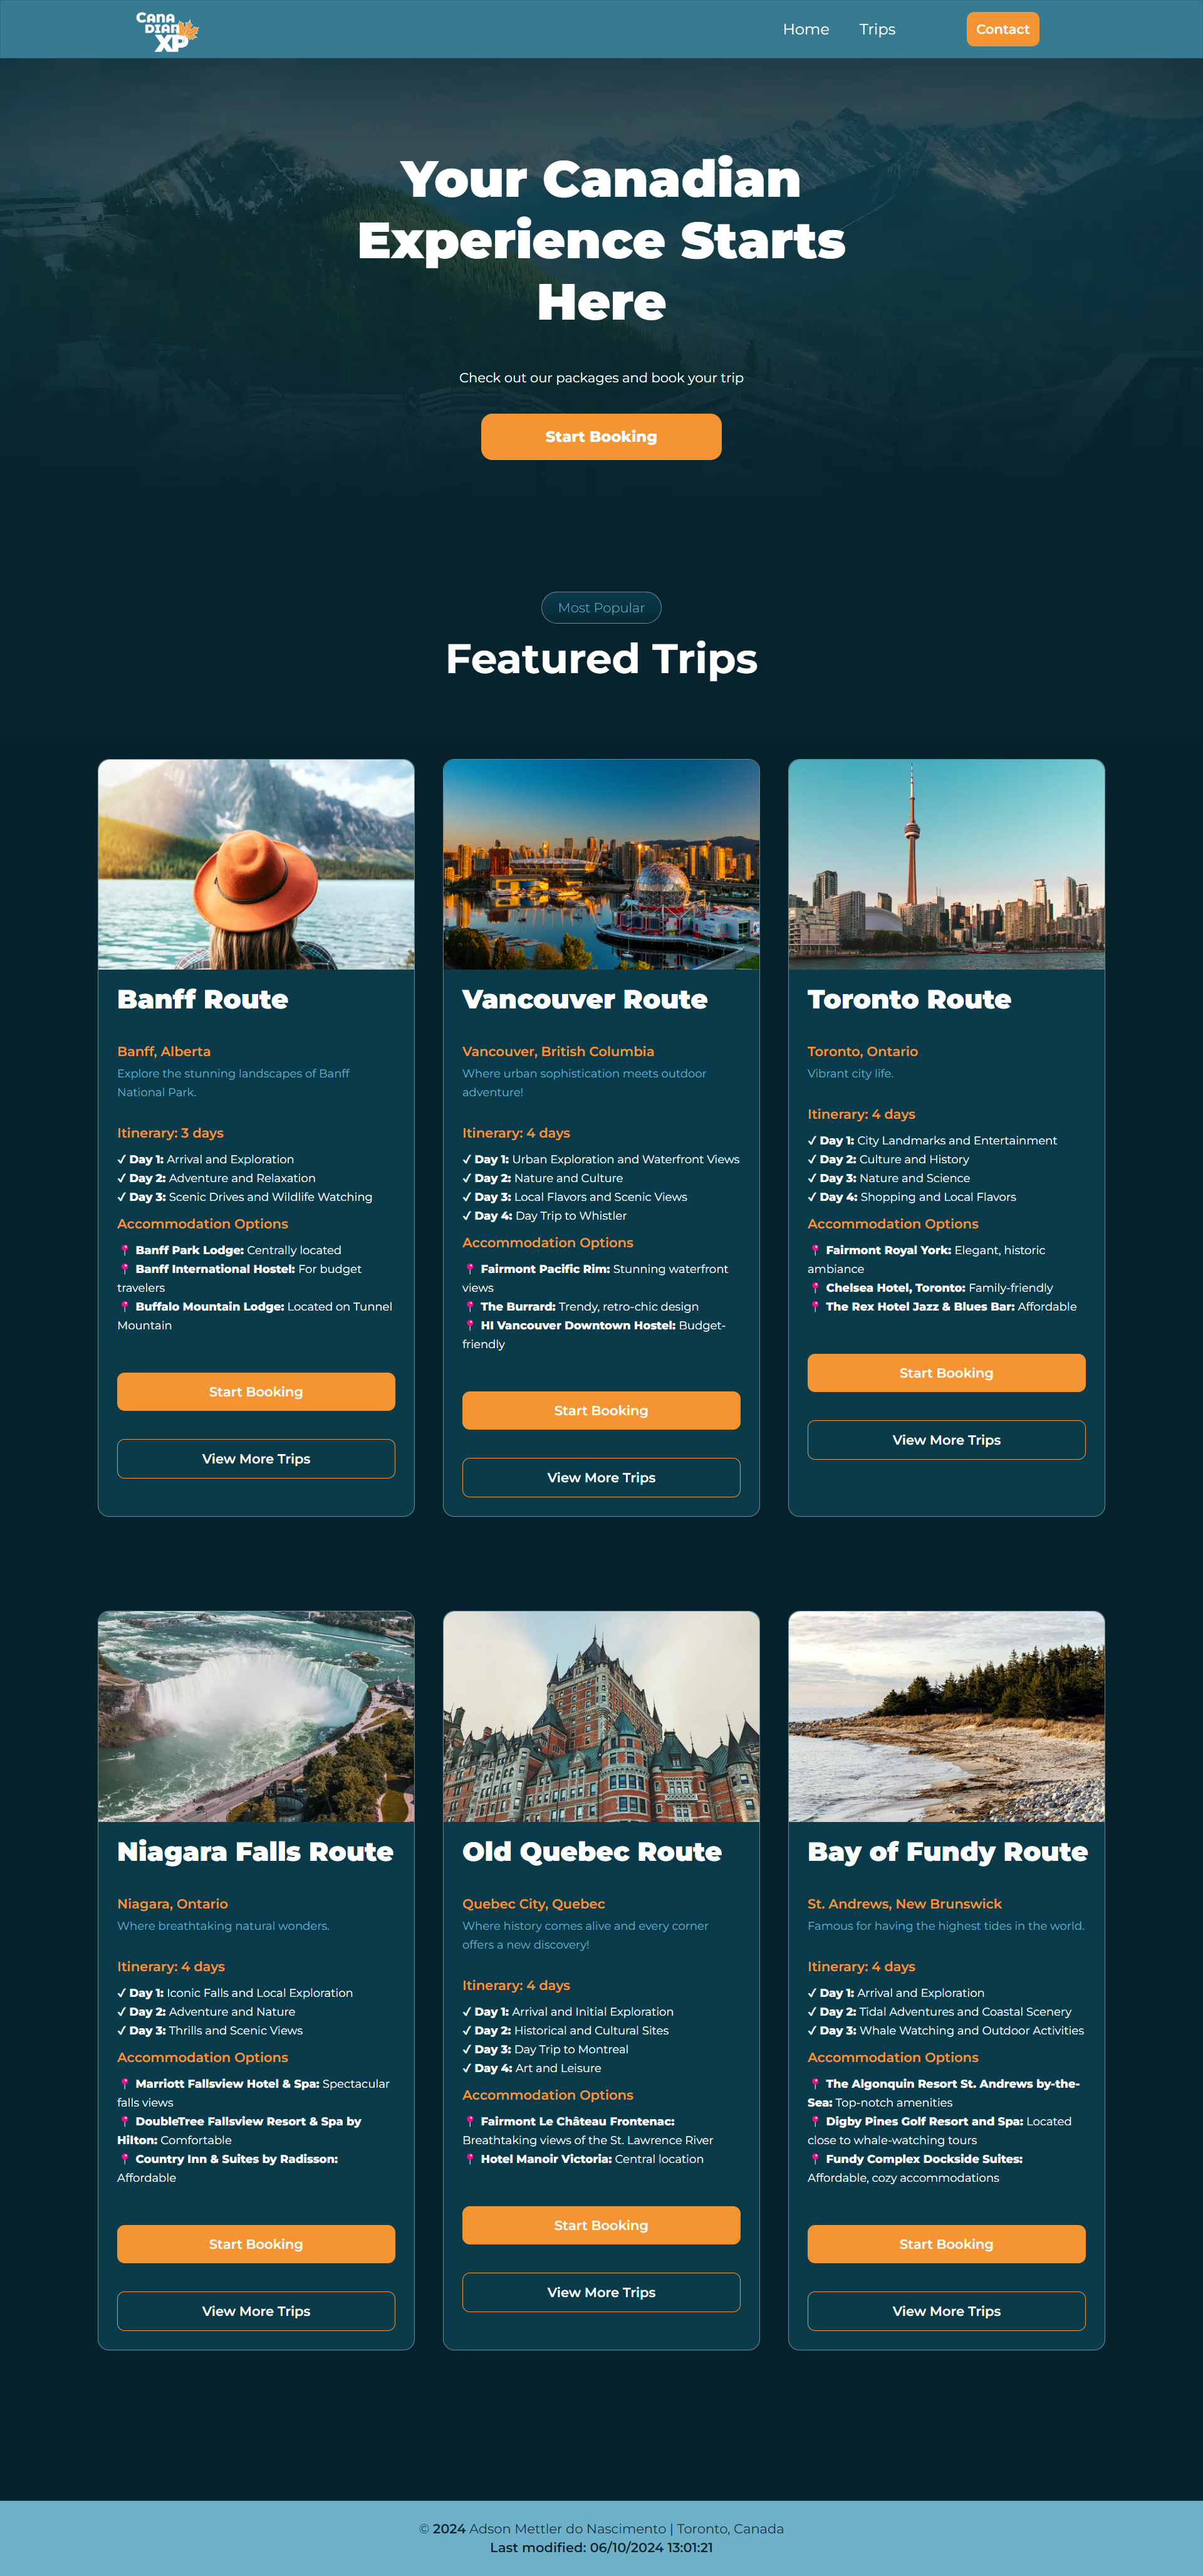 CANA
DIAN
XP
Home Trips Contact
Your Canadian
Experience Starts
Here
Check out our packages and book your trip
Start Booking
Most Popular
Featured Trips
Banff Route
Banff, Alberta
Explore the stunning landscapes of Banff
National Park.
Itinerary: 3 days
✓ Day 1: Arrival and Exploration
✓ Day 2: Adventure and Relaxation
✓ Day 3: Scenic Drives and Wildlife Watching
Accommodation Options
📍 Banff Park Lodge: Centrally located
📍 Banff International Hostel: For budget
travelers
📍 Buffalo Mountain Lodge: Located on Tunnel
Mountain
Start Booking
View More Trips
Vancouver Route
Vancouver, British Columbia
Where urban sophistication meets outdoor
adventure!
Itinerary: 4 days
✓ Day 1: Urban Exploration and Waterfront Views
✓ Day 2: Nature and Culture
✓ Day 3: Local Flavors and Scenic Views
✓ Day 4: Day Trip to Whistler
Accommodation Options
📍 Fairmont Pacific Rim: Stunning waterfront
views
📍 The Burrard: Trendy, retro-chic design
📍 HI Vancouver Downtown Hostel: Budget-
friendly
Start Booking
View More Trips
Toronto Route
Toronto, Ontario
Vibrant city life.
Itinerary: 4 days
✓ Day 1: City Landmarks and Entertainment
✓ Day 2: Culture and History
✓ Day 3: Nature and Science
✓ Day 4: Shopping and Local Flavors
Accommodation Options
📍 Fairmont Royal York: Elegant, historic
ambiance
📍 Chelsea Hotel, Toronto: Family-friendly
📍 The Rex Hotel Jazz & Blues Bar: Affordable
Start Booking
View More Trips
Niagara Falls Route
Niagara, Ontario
Where breathtaking natural wonders.
Itinerary: 4 days
✓ Day 1: Iconic Falls and Local Exploration
✓ Day 2: Adventure and Nature
✓ Day 3: Thrills and Scenic Views
Accommodation Options
📍 Marriott Fallsview Hotel & Spa: Spectacular
falls views
📍 DoubleTree Fallsview Resort & Spa by
Hilton: Comfortable
📍 Country Inn & Suites by Radisson:
Affordable
Start Booking
View More Trips
Old Quebec Route
Quebec City, Quebec
Where history comes alive and every corner
offers a new discovery!
Itinerary: 4 days
✓ Day 1: Arrival and Initial Exploration
✓ Day 2: Historical and Cultural Sites
✓ Day 3: Day Trip to Montreal
✓ Day 4: Art and Leisure
Accommodation Options
📍 Fairmont Le Château Frontenac:
Breathtaking views of the St. Lawrence River
📍 Hotel Manoir Victoria: Central location
Start Booking
View More Trips
Bay of Fundy Route
St. Andrews, New Brunswick
Famous for having the highest tides in the world.
Itinerary: 4 days
✓ Day 1: Arrival and Exploration
✓ Day 2: Tidal Adventures and Coastal Scenery
✓ Day 3: Whale Watching and Outdoor Activities
Accommodation Options
📍 The Algonquin Resort St. Andrews by-the-
Sea: Top-notch amenities
📍 Digby Pines Golf Resort and Spa: Located
close to whale-watching tours
📍 Fundy Complex Dockside Suites:
Affordable, cozy accommodations
Start Booking
View More Trips
© 2024 Adson Mettler do Nascimento | Toronto, Canada
Last modified: 06/10/2024 13:01:21